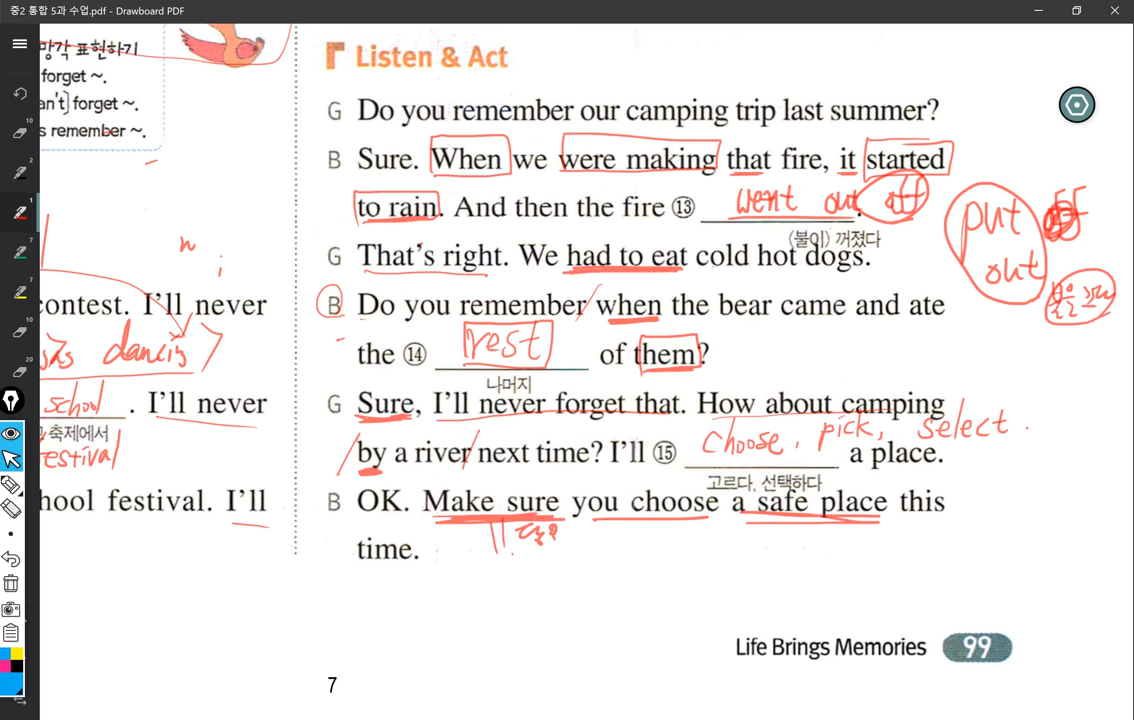 중2 통합 5과 수업.pdf - Drawboard PDF
망각 표현하기
forget ~.
an't] forget ~.
s remember ~.
contest. I'll never
dancing
school . I'll never
축제에서
estival
hool festival. I'll
Listen & Act
G Do you remember our camping trip last summer?
B Sure. When we were making that fire, it started
to rain. And then the fire ⑬ went out off.
(불이) 꺼졌다
put off
out
G That's right. We had to eat cold hot dogs.
B Do you remember when the bear came and ate
the ⑭ rest of them?
나머지
G Sure, I'll never forget that. How about camping
by a river next time? I'll ⑮ choose, pick, select. a place.
고르다, 선택하다
B OK. Make sure you choose a safe place this
time.
Life Brings Memories 99
7